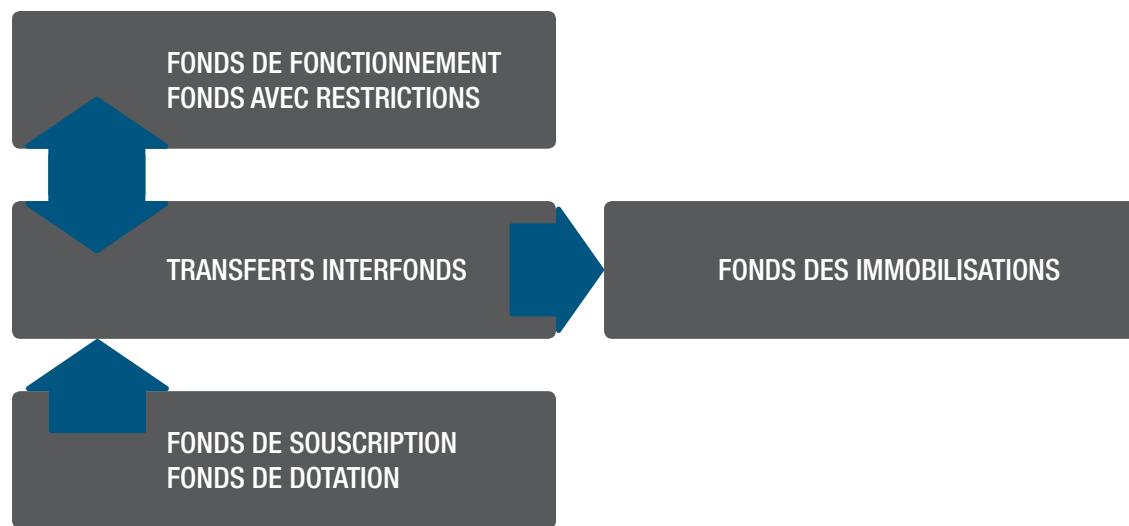 FONDS DE FONCTIONNEMENT
FONDS AVEC RESTRICTIONS
TRANSFERTS INTERFONDS
FONDS DES IMMOBILISATIONS
FONDS DE SOUSCRIPTION
FONDS DE DOTATION